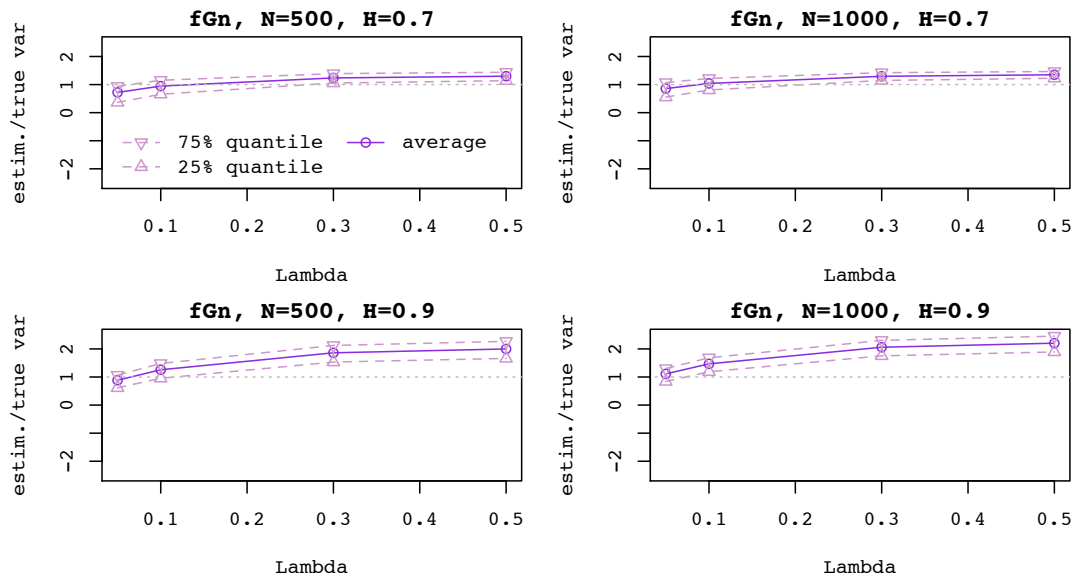 fGn, N=500, H=0.7
estim./true var
2
1
0
-2
75% quantile
average
25% quantile
0.1 0.2 0.3 0.4 0.5
Lambda
fGn, N=1000, H=0.7
estim./true var
2
1
0
-2
0.1 0.2 0.3 0.4 0.5
Lambda
fGn, N=500, H=0.9
estim./true var
2
1
0
-2
0.1 0.2 0.3 0.4 0.5
Lambda
fGn, N=1000, H=0.9
estim./true var
2
1
0
-2
0.1 0.2 0.3 0.4 0.5
Lambda